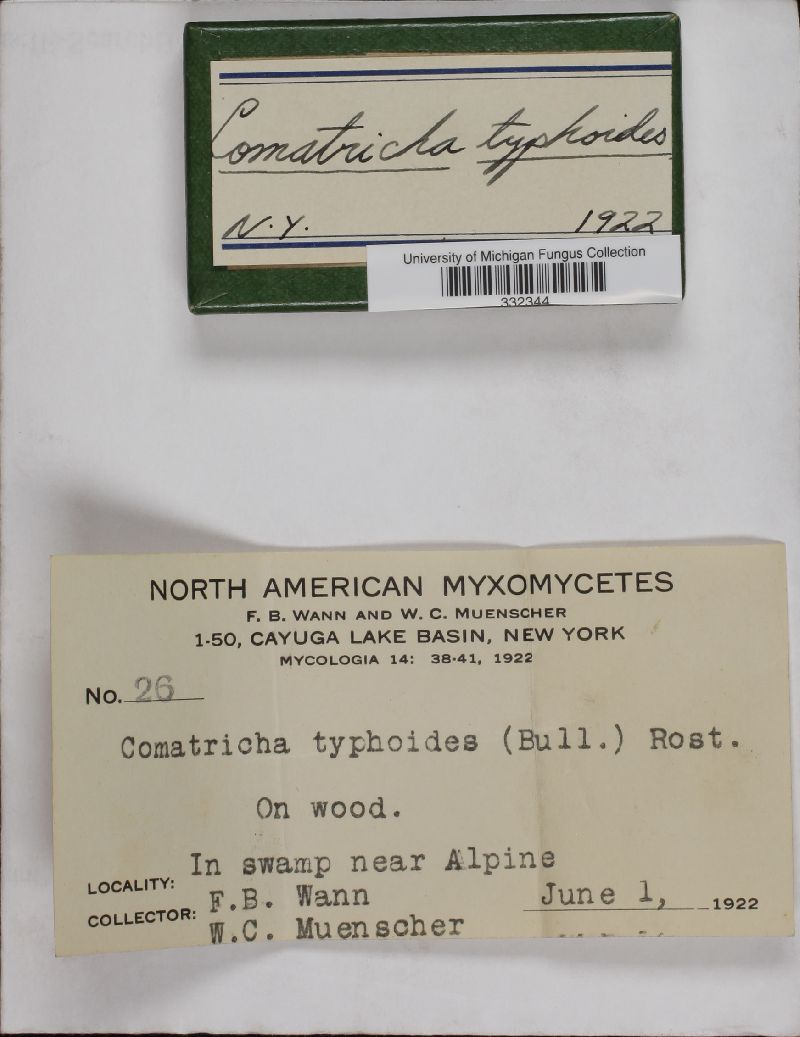 Comatricha typhoides
N.Y. 1922
University of Michigan Fungus Collection
332344
NORTH AMERICAN MYXOMYCETES
F. B. WANN AND W. C. MUENSCHER
1-50, CAYUGA LAKE BASIN, NEW YORK
MYCOLOGIA 14: 38-41, 1922
No. 26
Comatricha typhoides (Bull.) Rost.
On wood.
LOCALITY: In swamp near Alpine
COLLECTOR: F.B. Wann June 1, 1922
W.C. Muenscher